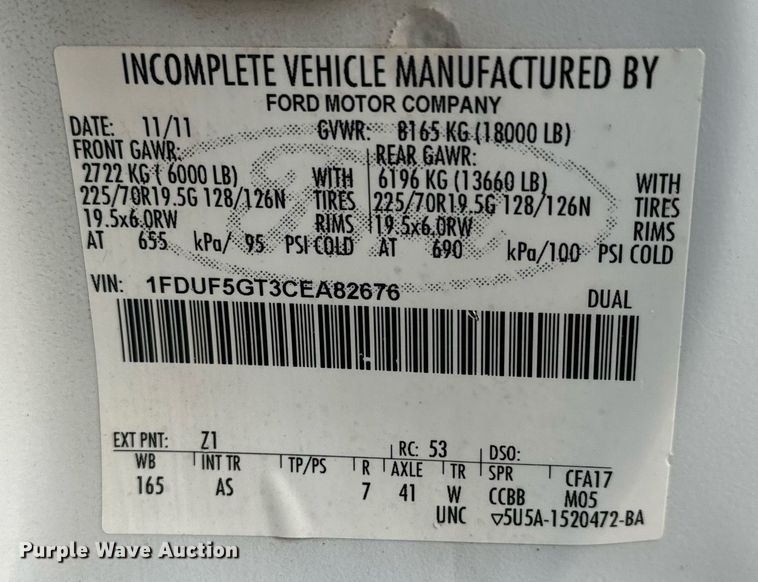 INCOMPLETE VEHICLE MANUFACTURED BY
FORD MOTOR COMPANY
DATE: 11/11 GVWR: 8165 KG (18000 LB)
FRONT GAWR: REAR GAWR:
2722 KG ( 6000 LB) WITH 6196 KG (13660 LB) WITH
225/70R19.5G 128/126N TIRES 225/70R19.5G 128/126N TIRES
19.5x6.0RW RIMS 19.5x6.0RW RIMS
AT 655 kPa/ 95 PSI COLD AT 690 kPa/100 PSI COLD
VIN: 1FDUF5GT3CEA82676 DUAL
EXT PNT: Z1 RC: 53 DSO:
WB INT TR TP/PS R AXLE TR SPR CFA17
165 AS 7 41 W CCBB M05
UNC ▽5U5A-1520472-BA
Purple Wave Auction